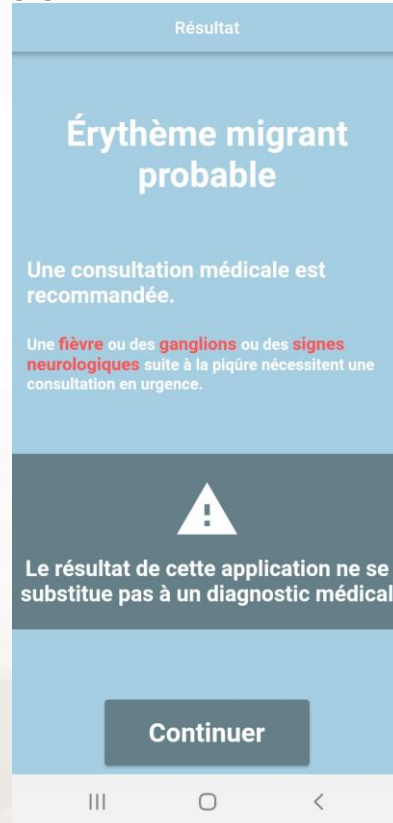 Résultat
Érythème migrant
probable
Une consultation médicale est
recommandée.
Une fièvre ou des ganglions ou des signes
neurologiques suite à la piqûre nécessitent une
consultation en urgence.
Le résultat de cette application ne se
substitue pas à un diagnostic médical
Continuer